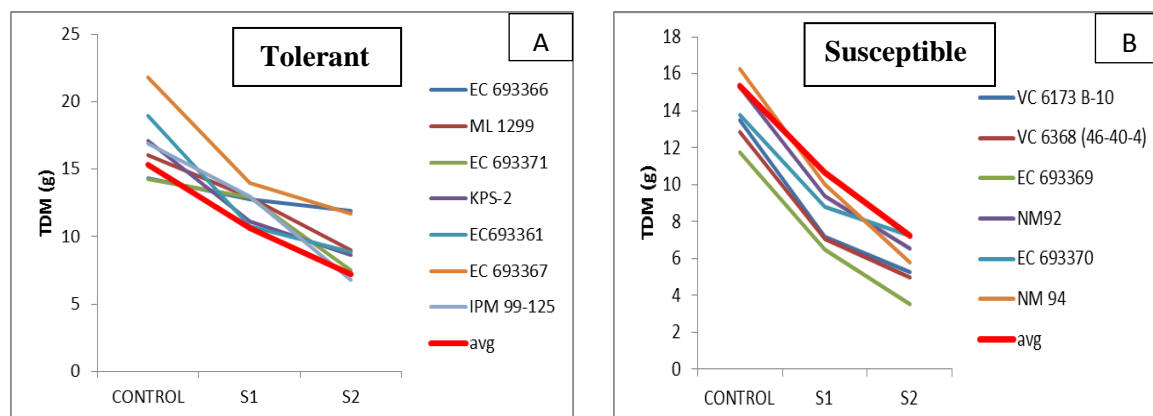 Tolerant
A
TDM (g)
25
20
15
10
5
0
CONTROL S1 S2
EC 693366
ML 1299
EC 693371
KPS-2
EC693361
EC 693367
IPM 99-125
avg
Susceptible
B
TDM (g)
18
16
14
12
10
8
6
4
2
0
CONTROL S1 S2
VC 6173 B-10
VC 6368 (46-40-4)
EC 693369
NM92
EC 693370
NM 94
avg